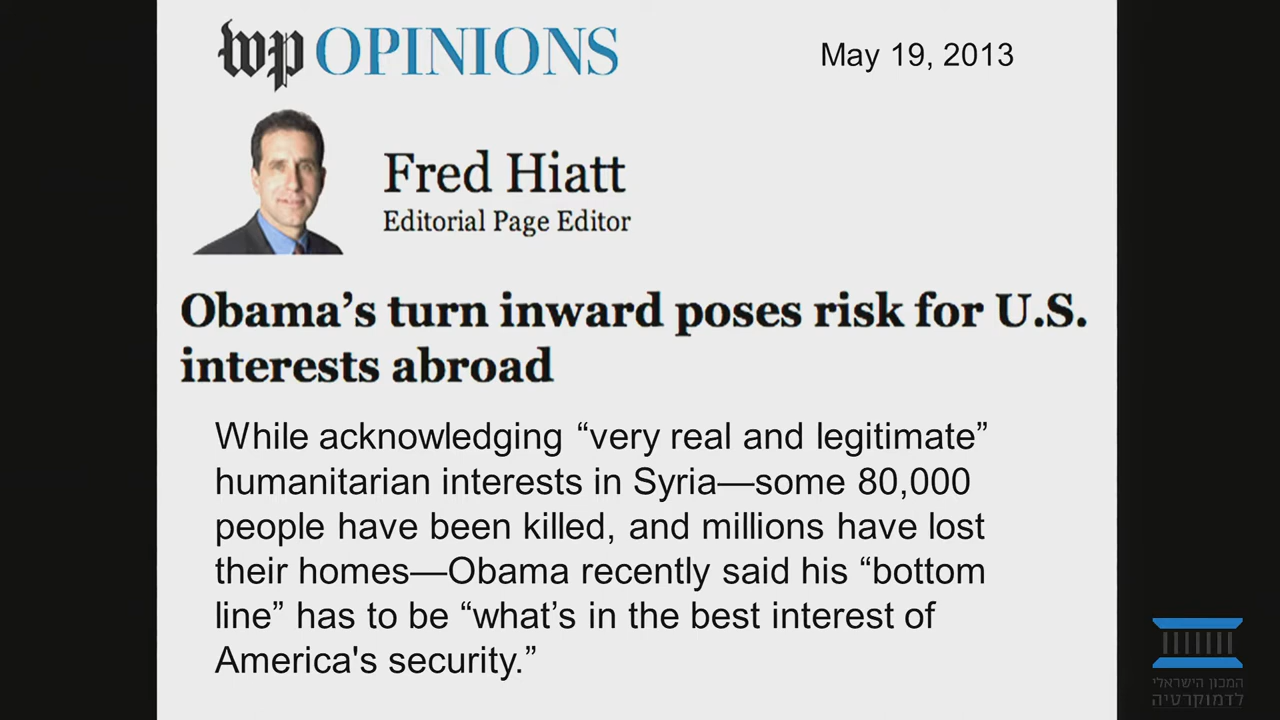 wp OPINIONS
May 19, 2013
Fred Hiatt
Editorial Page Editor
Obama’s turn inward poses risk for U.S.
interests abroad
While acknowledging “very real and legitimate”
humanitarian interests in Syria—some 80,000
people have been killed, and millions have lost
their homes—Obama recently said his “bottom
line” has to be “what’s in the best interest of
America's security.”
המכון הישראלי
לדמוקרטיה